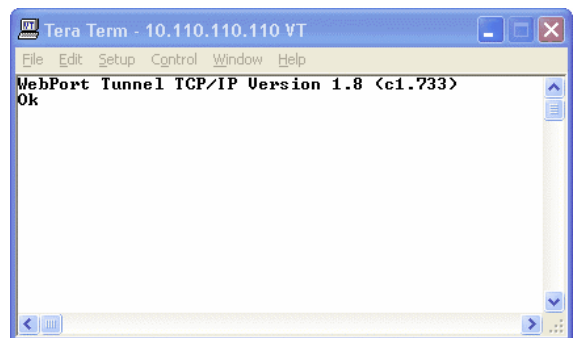 Tera Term - 10.110.110.110 VT
File Edit Setup Control Window Help
WebPort Tunnel TCP/IP Version 1.8 (c1.733)
Ok